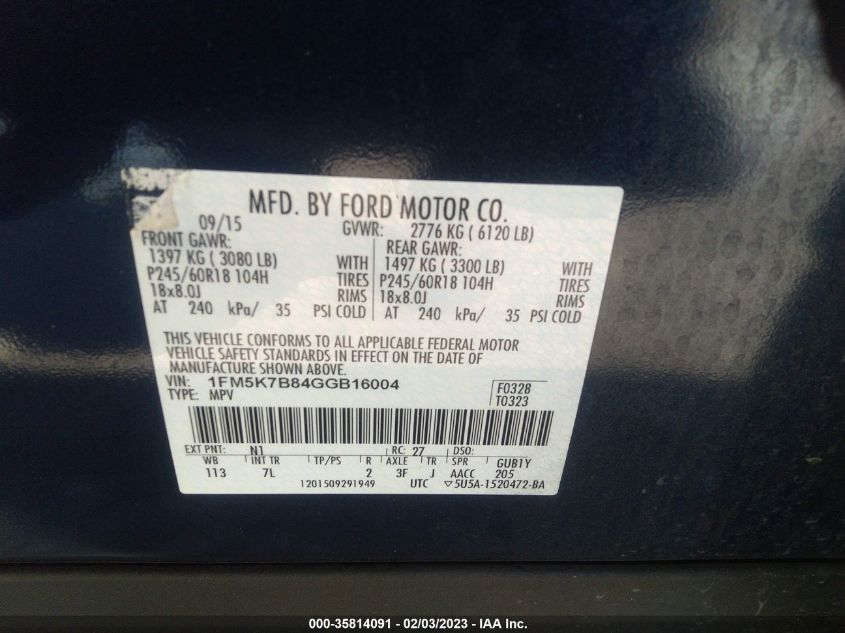 MFD. BY FORD MOTOR CO.
09/15 GVWR: 2776 KG ( 6120 LB)
FRONT GAWR: REAR GAWR:
1397 KG ( 3080 LB) WITH 1497 KG ( 3300 LB) WITH
P245/60R18 104H TIRES P245/60R18 104H TIRES
18x8.0J RIMS 18x8.0J RIMS
AT 240 kPa/ 35 PSI COLD AT 240 kPa/ 35 PSI COLD
THIS VEHICLE CONFORMS TO ALL APPLICABLE FEDERAL MOTOR
VEHICLE SAFETY STANDARDS IN EFFECT ON THE DATE OF
MANUFACTURE SHOWN ABOVE.
VIN: 1FM5K7B84GGB16004 F0328
TYPE: MPV T0323
EXT PNT: N1 RC: 27 DSO:
WB INT TR TP/PS R AXLE TR SPR GUB1Y
113 7L 2 3F J AACC 205
1201509291949 UTC ▽5U5A-1520472-BA
000-35814091 - 02/03/2023 - IAA Inc.